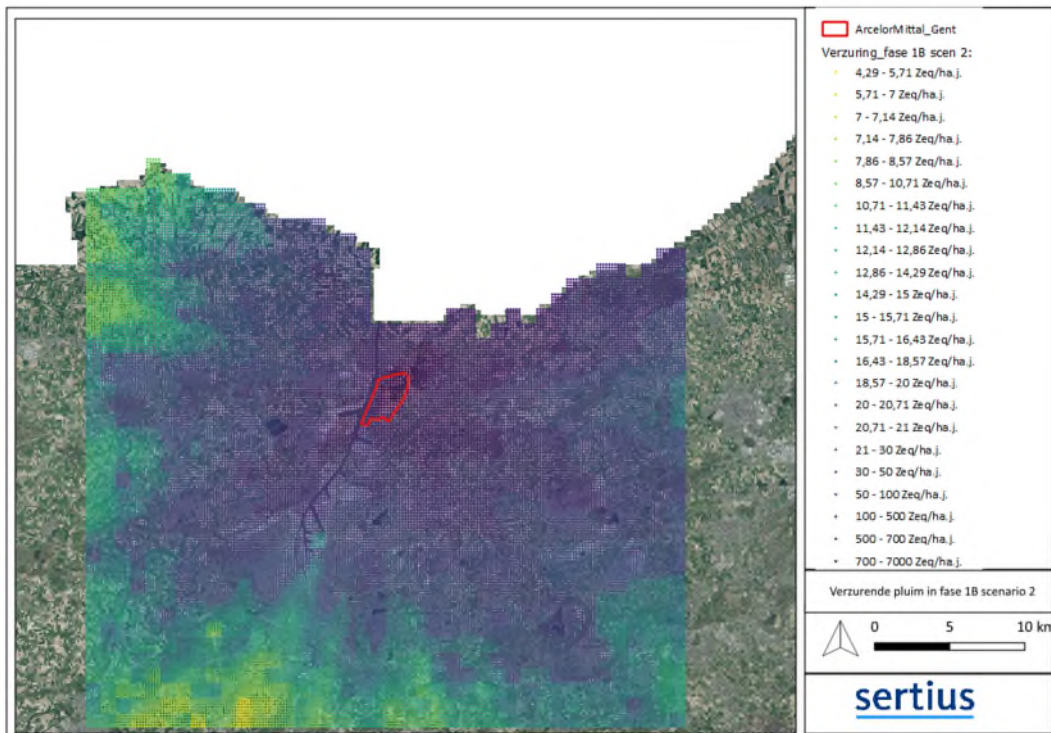 ArcelorMittal_Gent
Verzuring_fase 1B scen 2:
4,29 - 5,71 Zeq/ha.j.
5,71 - 7 Zeq/ha.j.
7 - 7,14 Zeq/ha.j.
7,14 - 7,86 Zeq/ha.j.
7,86 - 8,57 Zeq/ha.j.
8,57 - 10,71 Zeq/ha.j.
10,71 - 11,43 Zeq/ha.j.
11,43 - 12,14 Zeq/ha.j.
12,14 - 12,86 Zeq/ha.j.
12,86 - 14,29 Zeq/ha.j.
14,29 - 15 Zeq/ha.j.
15 - 15,71 Zeq/ha.j.
15,71 - 16,43 Zeq/ha.j.
16,43 - 18,57 Zeq/ha.j.
18,57 - 20 Zeq/ha.j.
20 - 20,71 Zeq/ha.j.
20,71 - 21 Zeq/ha.j.
21 - 30 Zeq/ha.j.
30 - 50 Zeq/ha.j.
50 - 100 Zeq/ha.j.
100 - 500 Zeq/ha.j.
500 - 700 Zeq/ha.j.
700 - 7000 Zeq/ha.j.
Verzurende pluim in fase 1B scenario 2
0 5 10 km
sertius